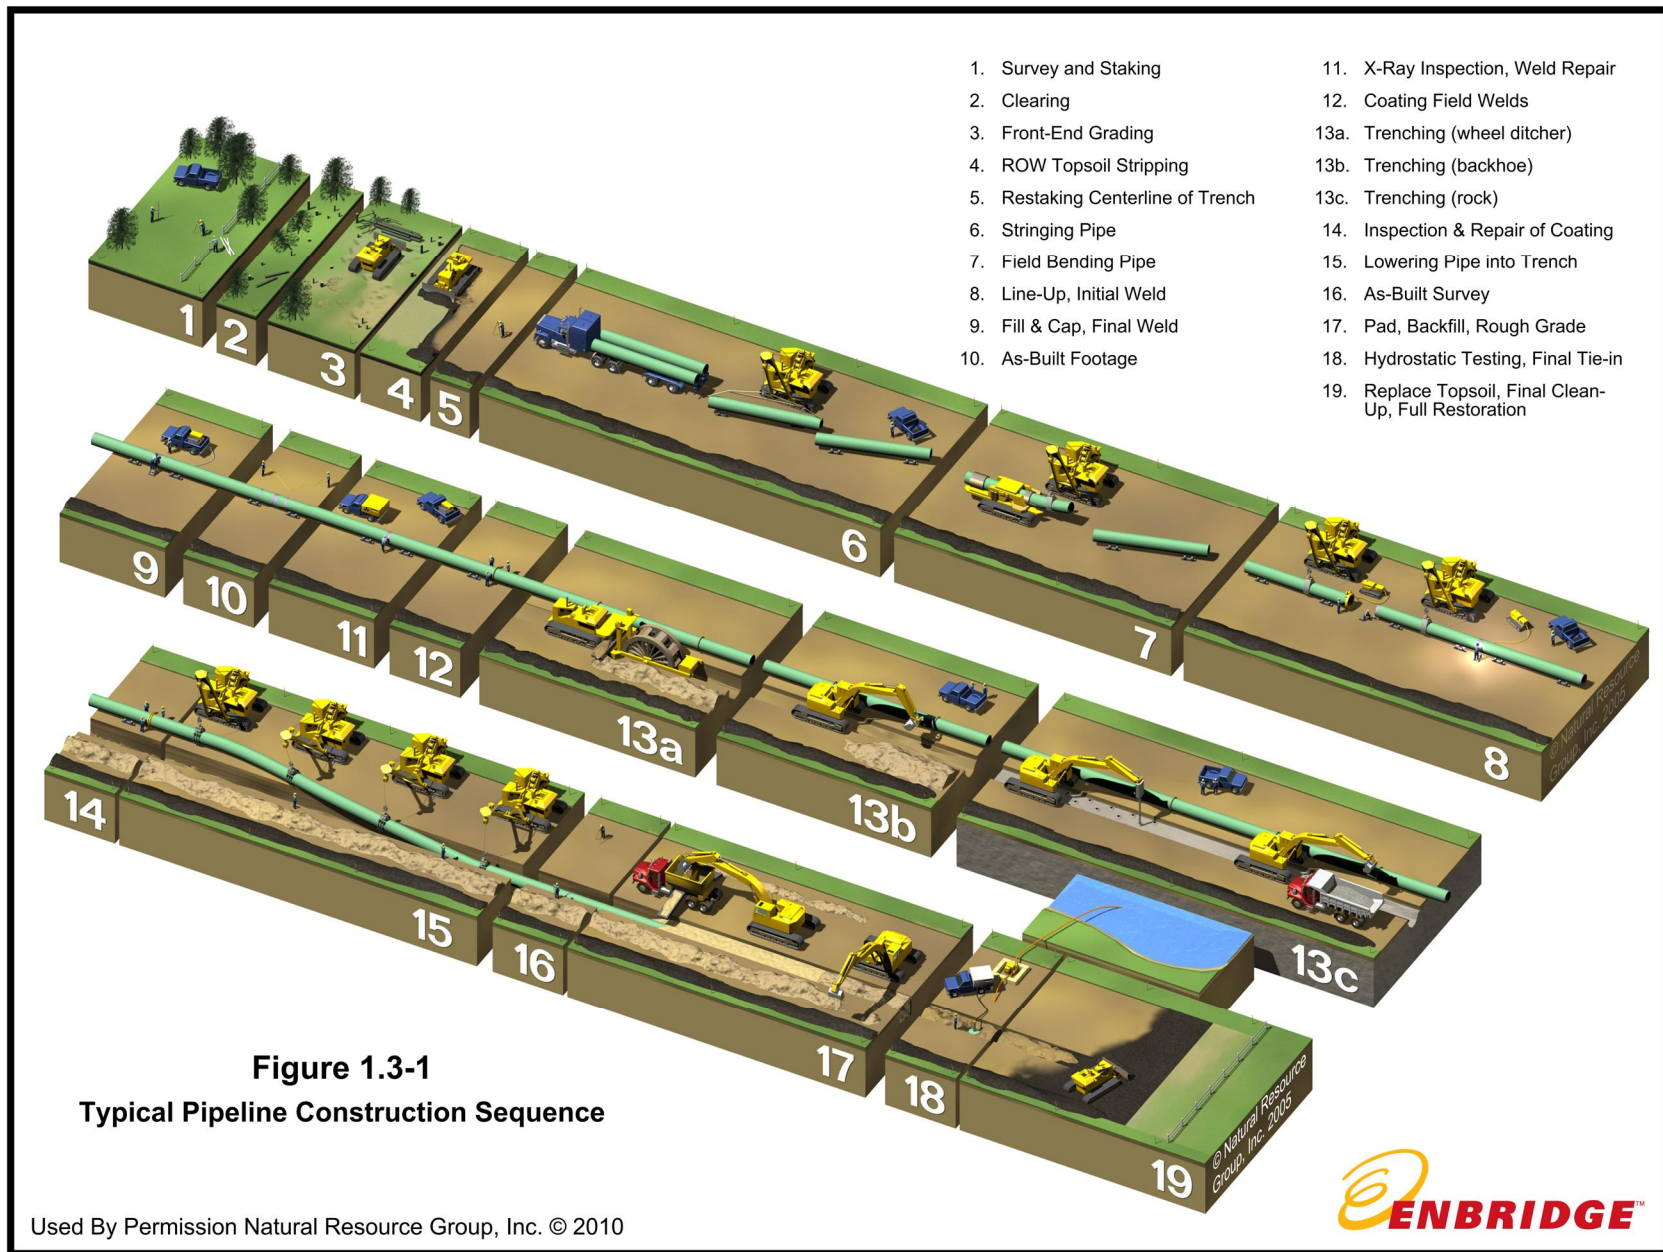 1. Survey and Staking
2. Clearing
3. Front-End Grading
4. ROW Topsoil Stripping
5. Restaking Centerline of Trench
6. Stringing Pipe
7. Field Bending Pipe
8. Line-Up, Initial Weld
9. Fill & Cap, Final Weld
10. As-Built Footage
11. X-Ray Inspection, Weld Repair
12. Coating Field Welds
13a. Trenching (wheel ditcher)
13b. Trenching (backhoe)
13c. Trenching (rock)
14. Inspection & Repair of Coating
15. Lowering Pipe into Trench
16. As-Built Survey
17. Pad, Backfill, Rough Grade
18. Hydrostatic Testing, Final Tie-in
19. Replace Topsoil, Final Clean-
Up, Full Restoration
1
2
3
4
5
6
7
8
© Natural Resource
Group, Inc. 2005
9
10
11
12
13a
13b
13c
14
15
16
17
18
19
© Natural Resource
Group, Inc. 2005
Figure 1.3-1
Typical Pipeline Construction Sequence
Used By Permission Natural Resource Group, Inc. © 2010
ENBRIDGE™